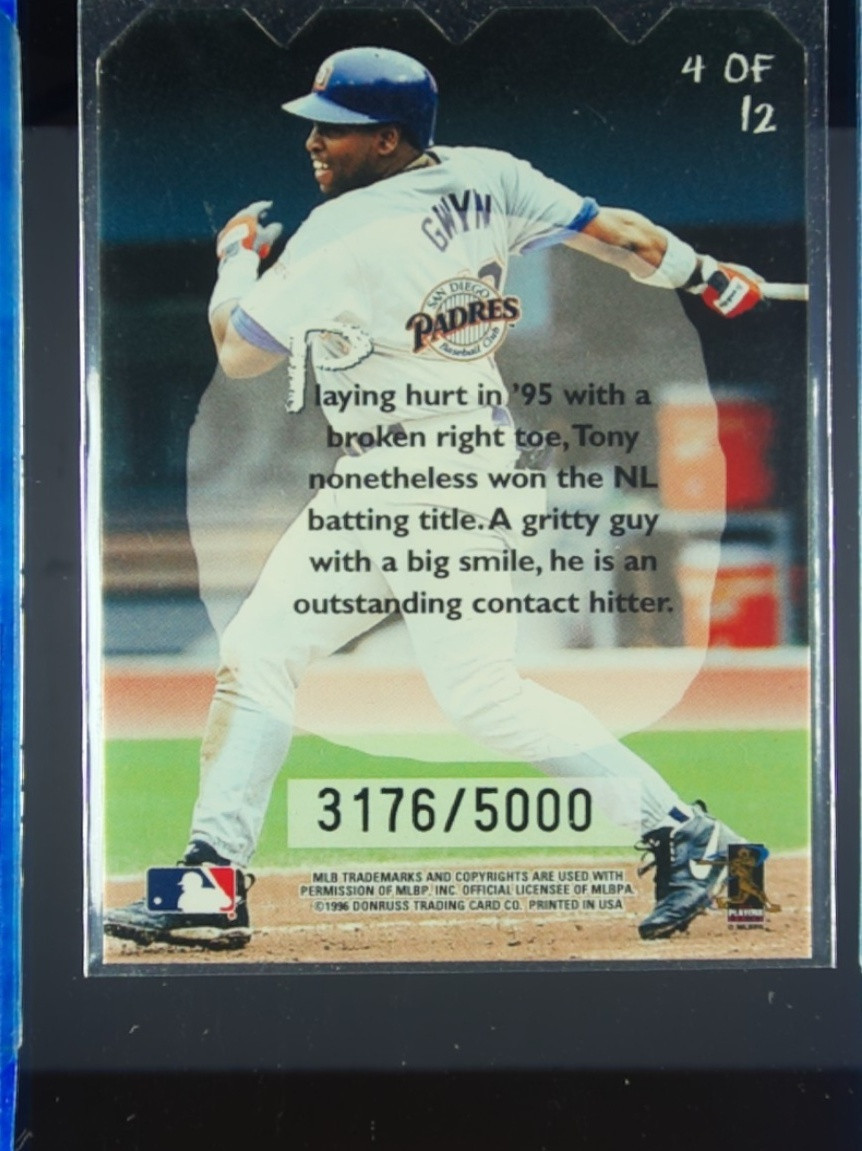 4 OF
12
GWYN
SAN DIEGO
PADRES
Baseball Club
Playing hurt in '95 with a
broken right toe, Tony
nonetheless won the NL
batting title. A gritty guy
with a big smile, he is an
outstanding contact hitter.
3176/5000
MLB TRADEMARKS AND COPYRIGHTS ARE USED WITH
PERMISSION OF MLBP, INC. OFFICIAL LICENSEE OF MLBPA.
©1996 DONRUSS TRADING CARD CO. PRINTED IN USA